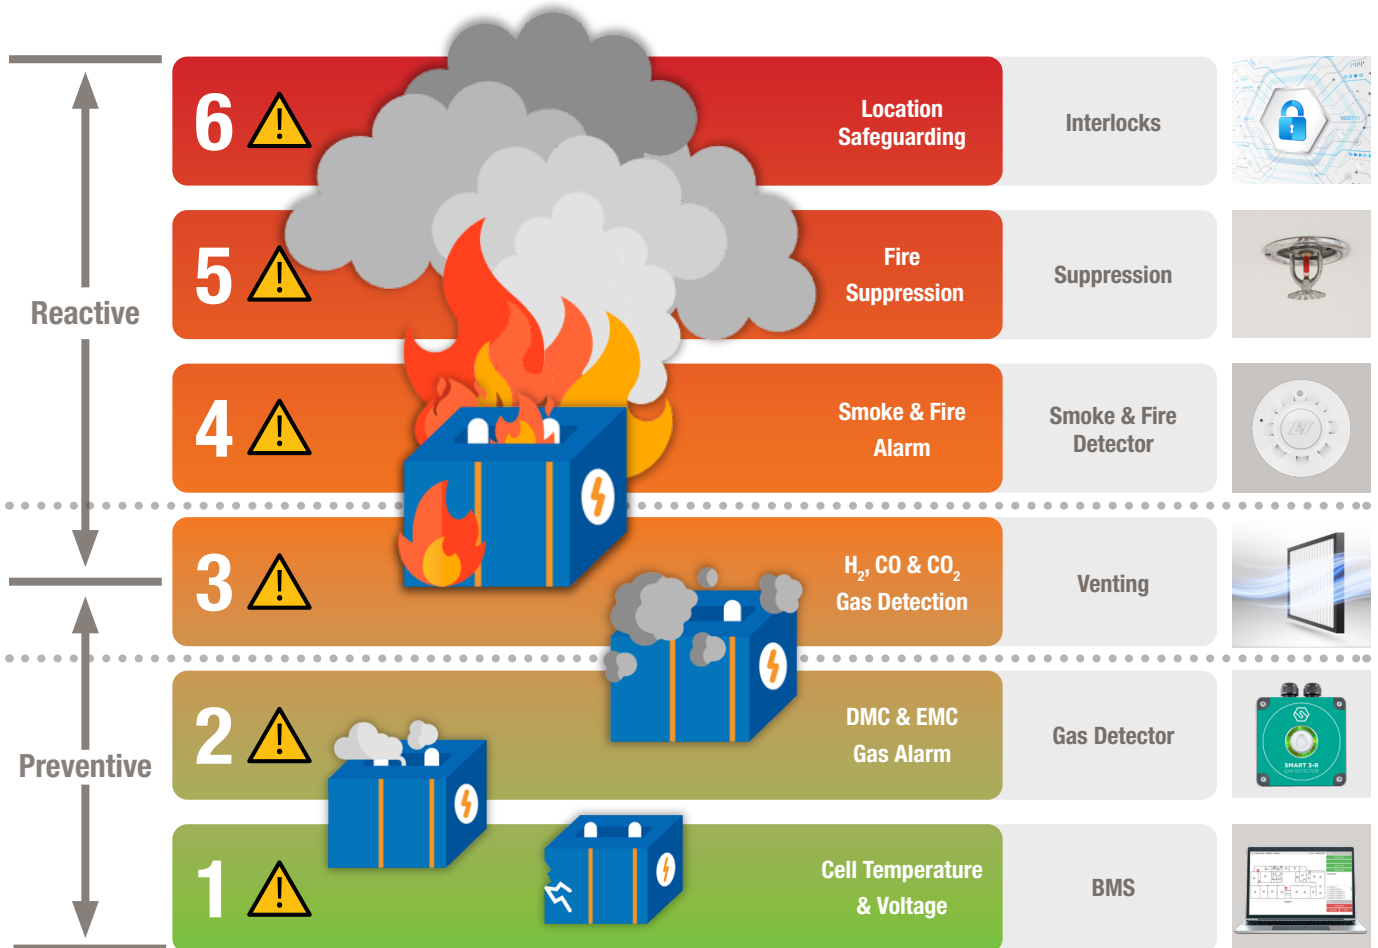 6
Location
Safeguarding
Interlocks
5
Fire
Suppression
Suppression
Reactive
4
Smoke & Fire
Alarm
Smoke & Fire
Detector
3
H₂, CO & CO₂
Gas Detection
Venting
2
DMC & EMC
Gas Alarm
Gas Detector
SMART 3-R
GAS DETECTOR
Preventive
1
Cell Temperature
& Voltage
BMS